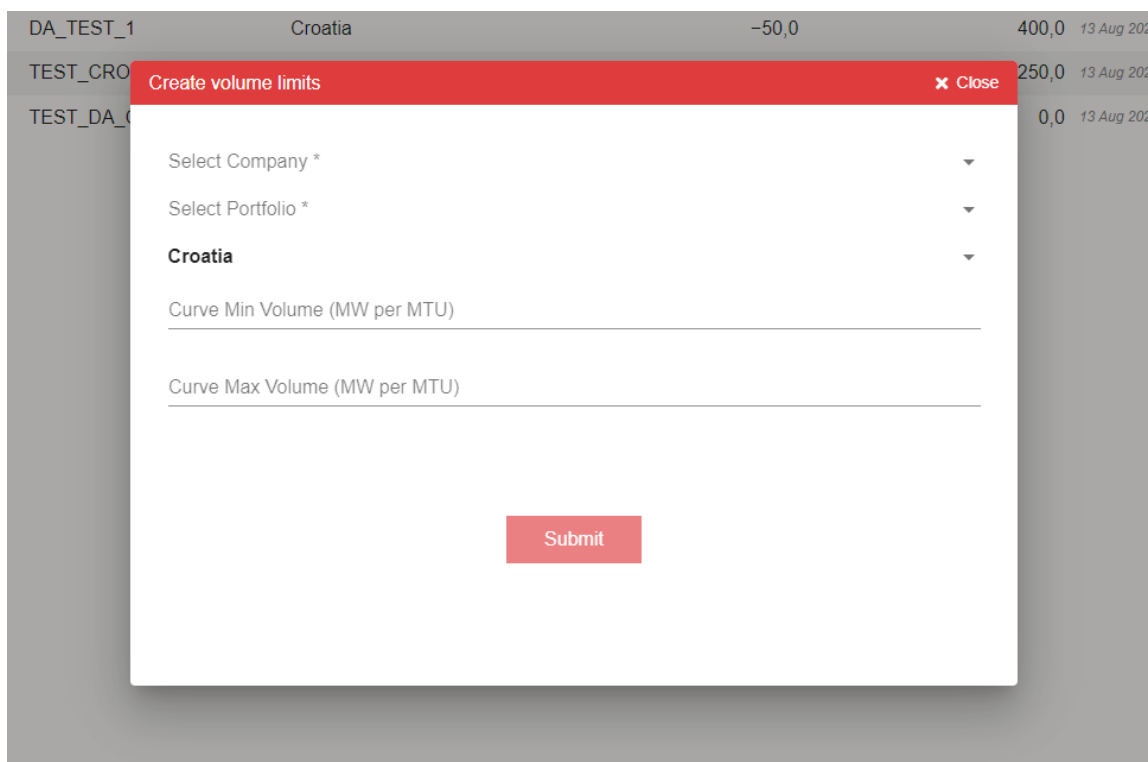 DA_TEST_1 Croatia −50,0 400,0 13 Aug 202
TEST_CRO 250,0 13 Aug 202
Create volume limits × Close
TEST_DA_ 0,0 13 Aug 202
Select Company *
Select Portfolio *
Croatia
Curve Min Volume (MW per MTU)
Curve Max Volume (MW per MTU)
Submit